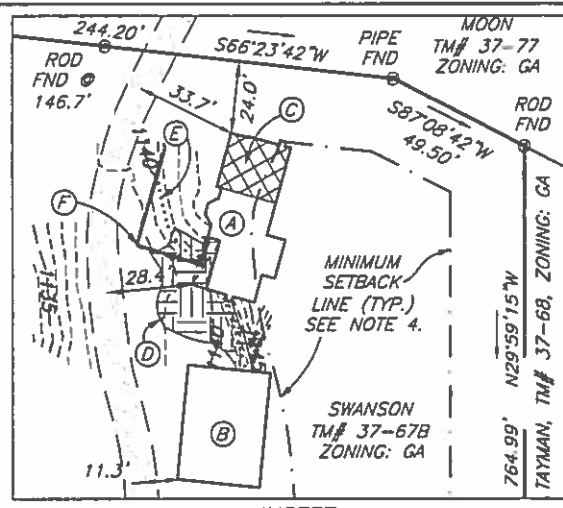 244.20'
S66°23'42"W
PIPE
FND
MOON
TM# 37-77
ZONING: GA
ROD
FND @
146.7'
33.7'
24.0'
C
S87°08'42"W
49.50'
ROD
FND
E
1140
F
A
28.4'
1135
MINIMUM
SETBACK
LINE (TYP.)
SEE NOTE 4.
D
B
SWANSON
TM# 37-67B
ZONING: GA
11.3'
764.99' N29°59'15"W
TAYMAN, TM# 37-68, ZONING: GA